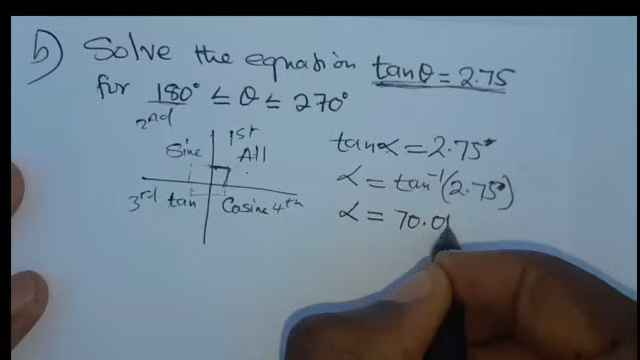 b) Solve the equation tanθ = 2.75
for 180° ≤ θ ≤ 270°
2nd
1st
Sine
All
3rd tan
Cosine 4th
tanα = 2.75°
α = tan⁻¹(2.75°)
α = 70.0